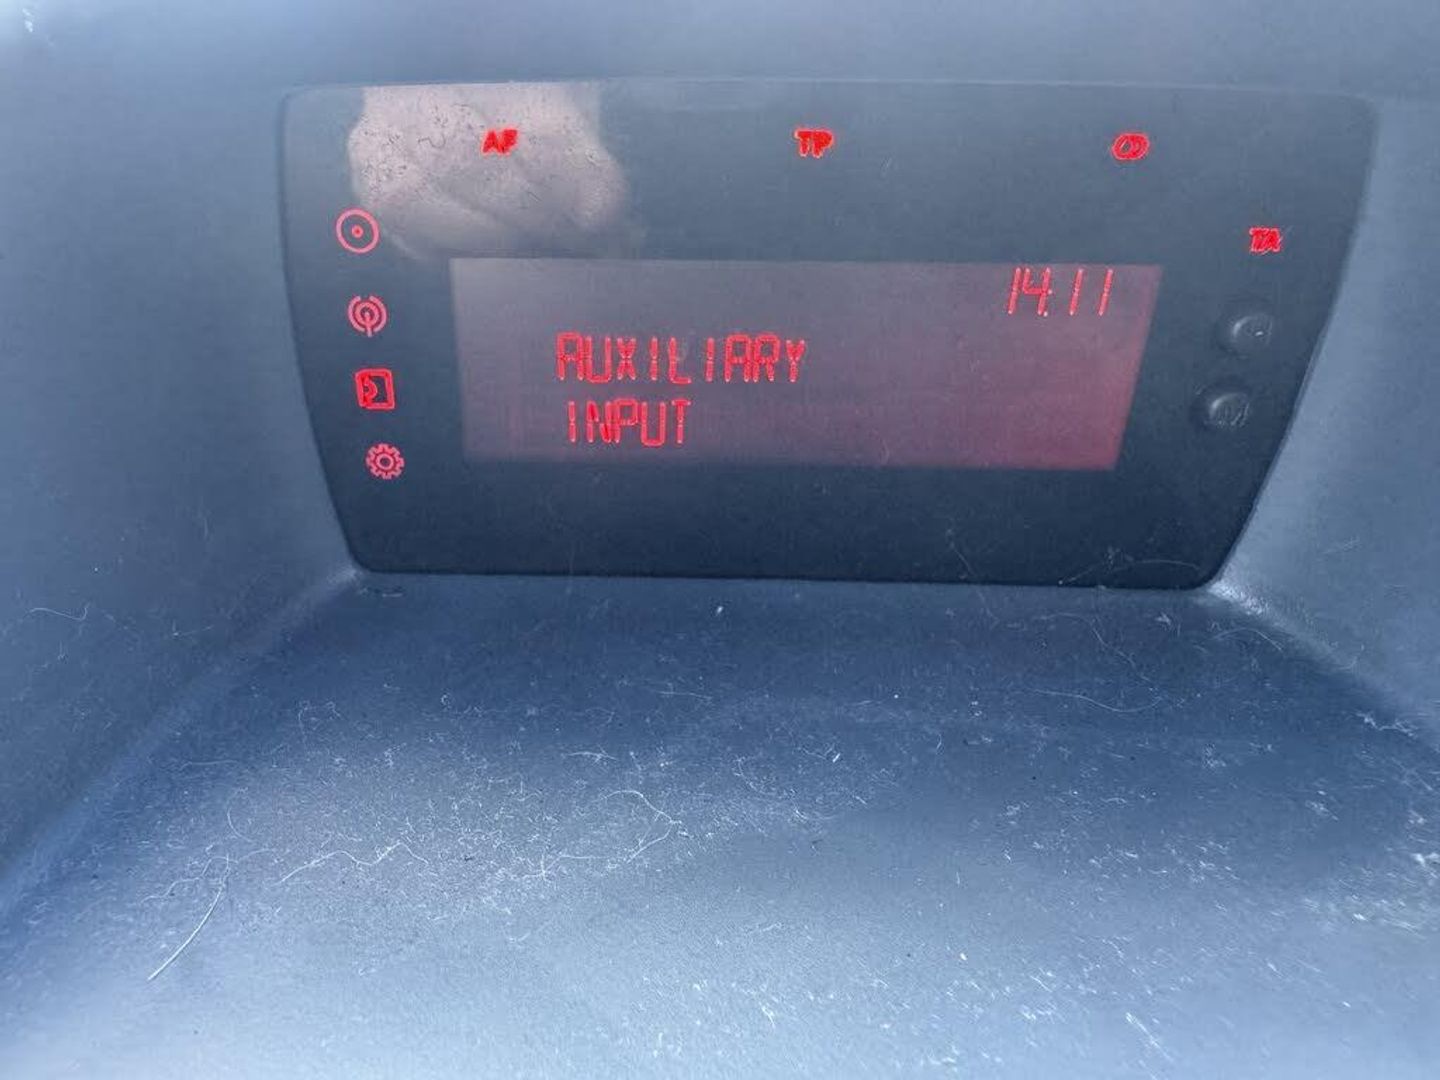 AF TP
TA
14.11
AUXILIARY
INPUT